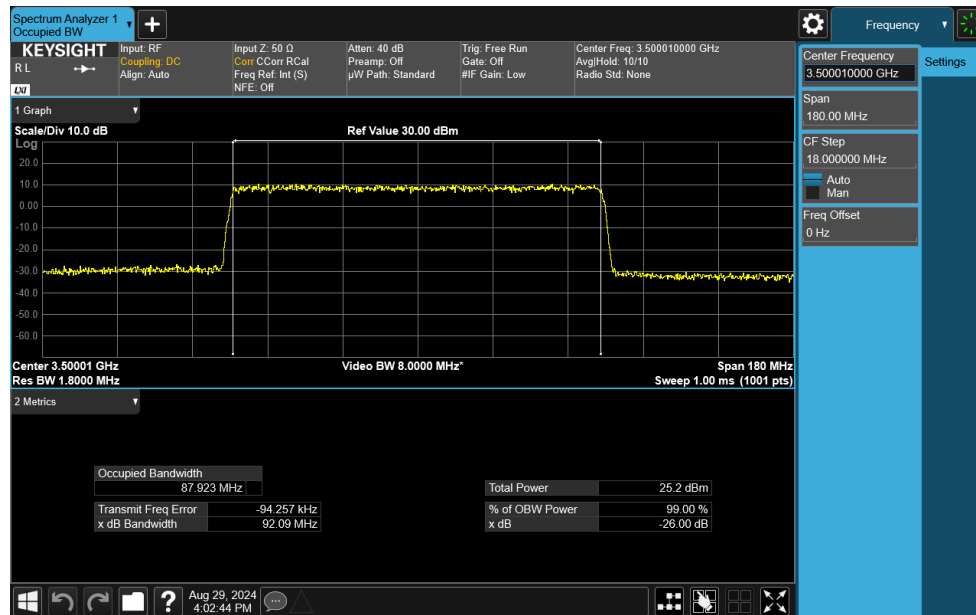 Spectrum Analyzer 1
Occupied BW
Frequency
KEYSIGHT
R L
LXI
Input: RF
Coupling: DC
Align: Auto
Input Z: 50 Ω
Corr CCorr RCal
Freq Ref: Int (S)
NFE: Off
Atten: 40 dB
Preamp: Off
µW Path: Standard
Trig: Free Run
Gate: Off
#IF Gain: Low
Center Freq: 3.500010000 GHz
Avg|Hold: 10/10
Radio Std: None
Center Frequency
3.500010000 GHz
Settings
Span
180.00 MHz
CF Step
18.000000 MHz
Auto
Man
Freq Offset
0 Hz
1 Graph
Scale/Div 10.0 dB
Ref Value 30.00 dBm
Log
20.0
10.0
0.00
-10.0
-20.0
-30.0
-40.0
-50.0
-60.0
Center 3.50001 GHz
Video BW 8.0000 MHz*
Span 180 MHz
Res BW 1.8000 MHz
Sweep 1.00 ms (1001 pts)
2 Metrics
Occupied Bandwidth
87.923 MHz
Total Power 25.2 dBm
Transmit Freq Error -94.257 kHz
% of OBW Power 99.00 %
x dB Bandwidth 92.09 MHz
x dB -26.00 dB
?
Aug 29, 2024
4:02:44 PM